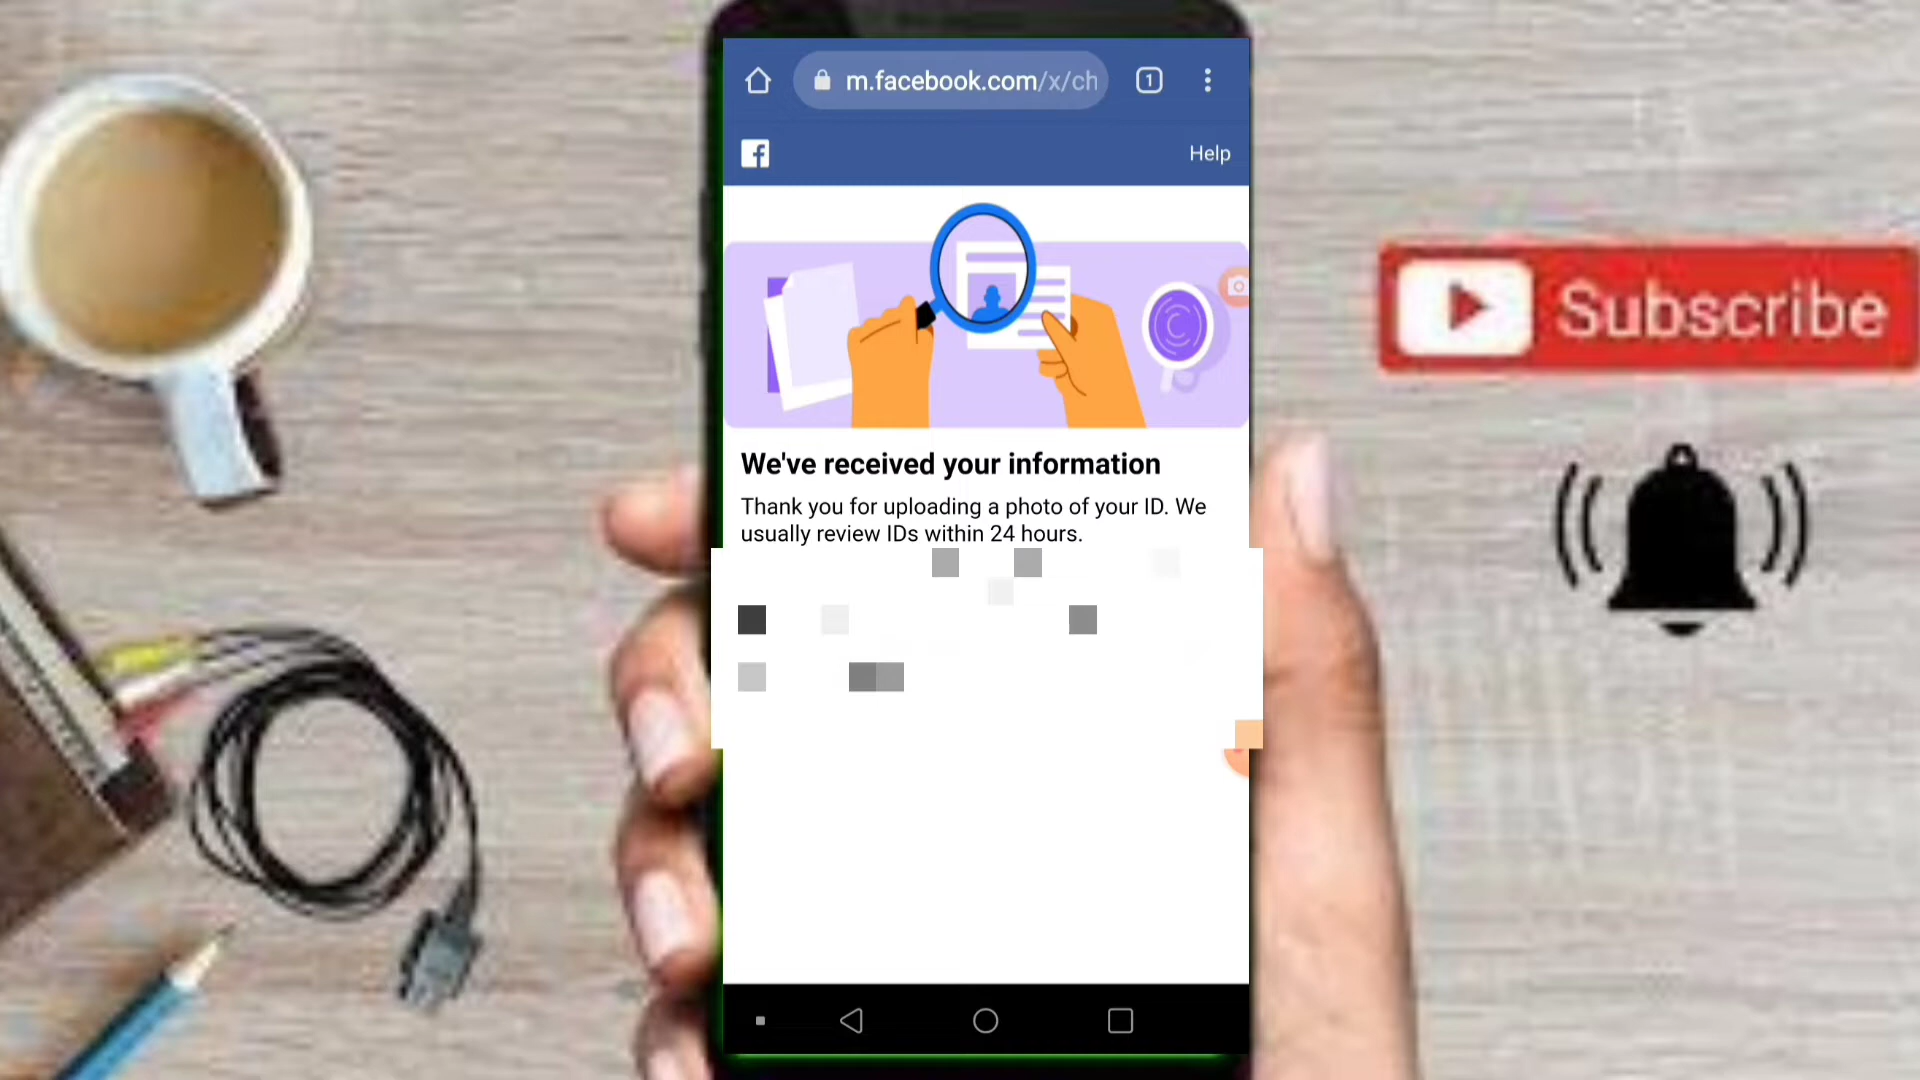 m.facebook.com/x/ch
1
Help
We've received your information
Thank you for uploading a photo of your ID. We
usually review IDs within 24 hours.
Subscribe